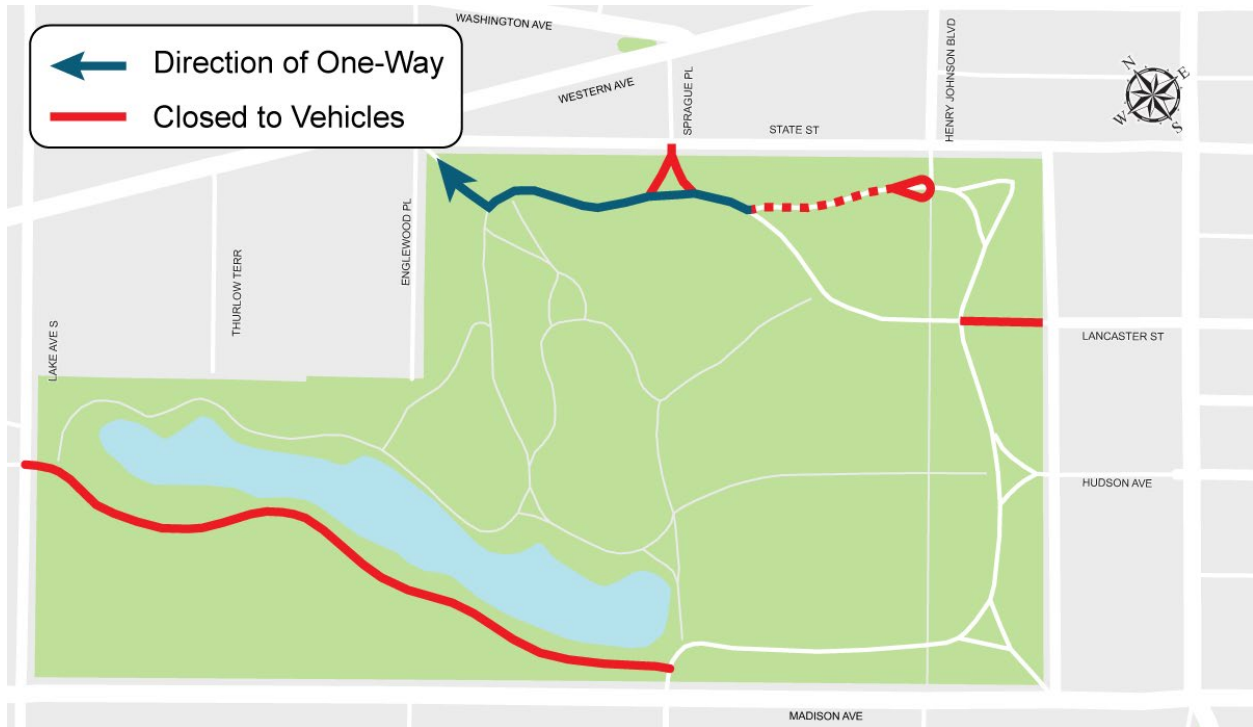 WASHINGTON AVE
Direction of One-Way
Closed to Vehicles
WESTERN AVE
SPRAGUE PL
STATE ST
HENRY JOHNSON BLVD
N
E
W
S
ENGLEWOOD PL
THURLOW TERR
LAKE AVE S
LANCASTER ST
HUDSON AVE
MADISON AVE